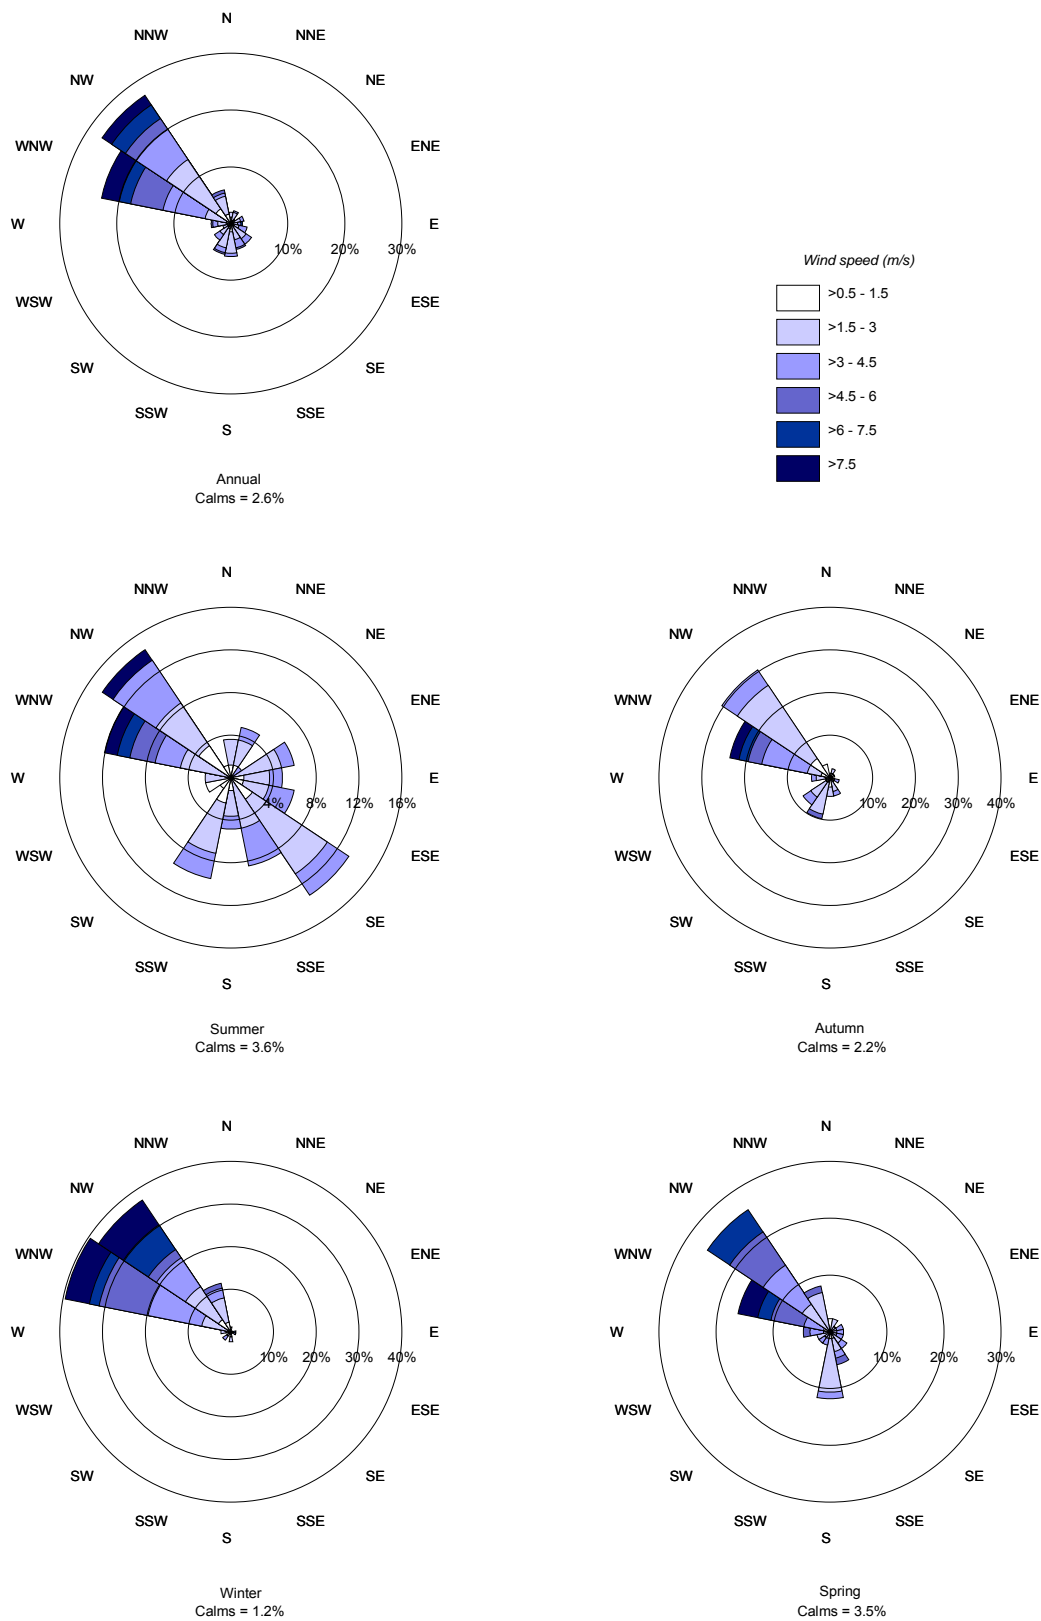 N
NNW
NNE
NW
NE
WNW
ENE
W
E
10%
20%
30%
WSW
ESE
SW
SE
SSW
SSE
S
Annual
Calms = 2.6%
Wind speed (m/s)
>0.5 - 1.5
>1.5 - 3
>3 - 4.5
>4.5 - 6
>6 - 7.5
>7.5
N
NNW
NNE
NW
NE
WNW
ENE
W
E
4%
8%
12%
16%
WSW
ESE
SW
SE
SSW
SSE
S
Summer
Calms = 3.6%
N
NNW
NNE
NW
NE
WNW
ENE
W
E
10%
20%
30%
40%
WSW
ESE
SW
SE
SSW
SSE
S
Autumn
Calms = 2.2%
N
NNW
NNE
NW
NE
WNW
ENE
W
E
10%
20%
30%
40%
WSW
ESE
SW
SE
SSW
SSE
S
Winter
Calms = 1.2%
N
NNW
NNE
NW
NE
WNW
ENE
W
E
10%
20%
30%
WSW
ESE
SW
SE
SSW
SSE
S
Spring
Calms = 3.5%